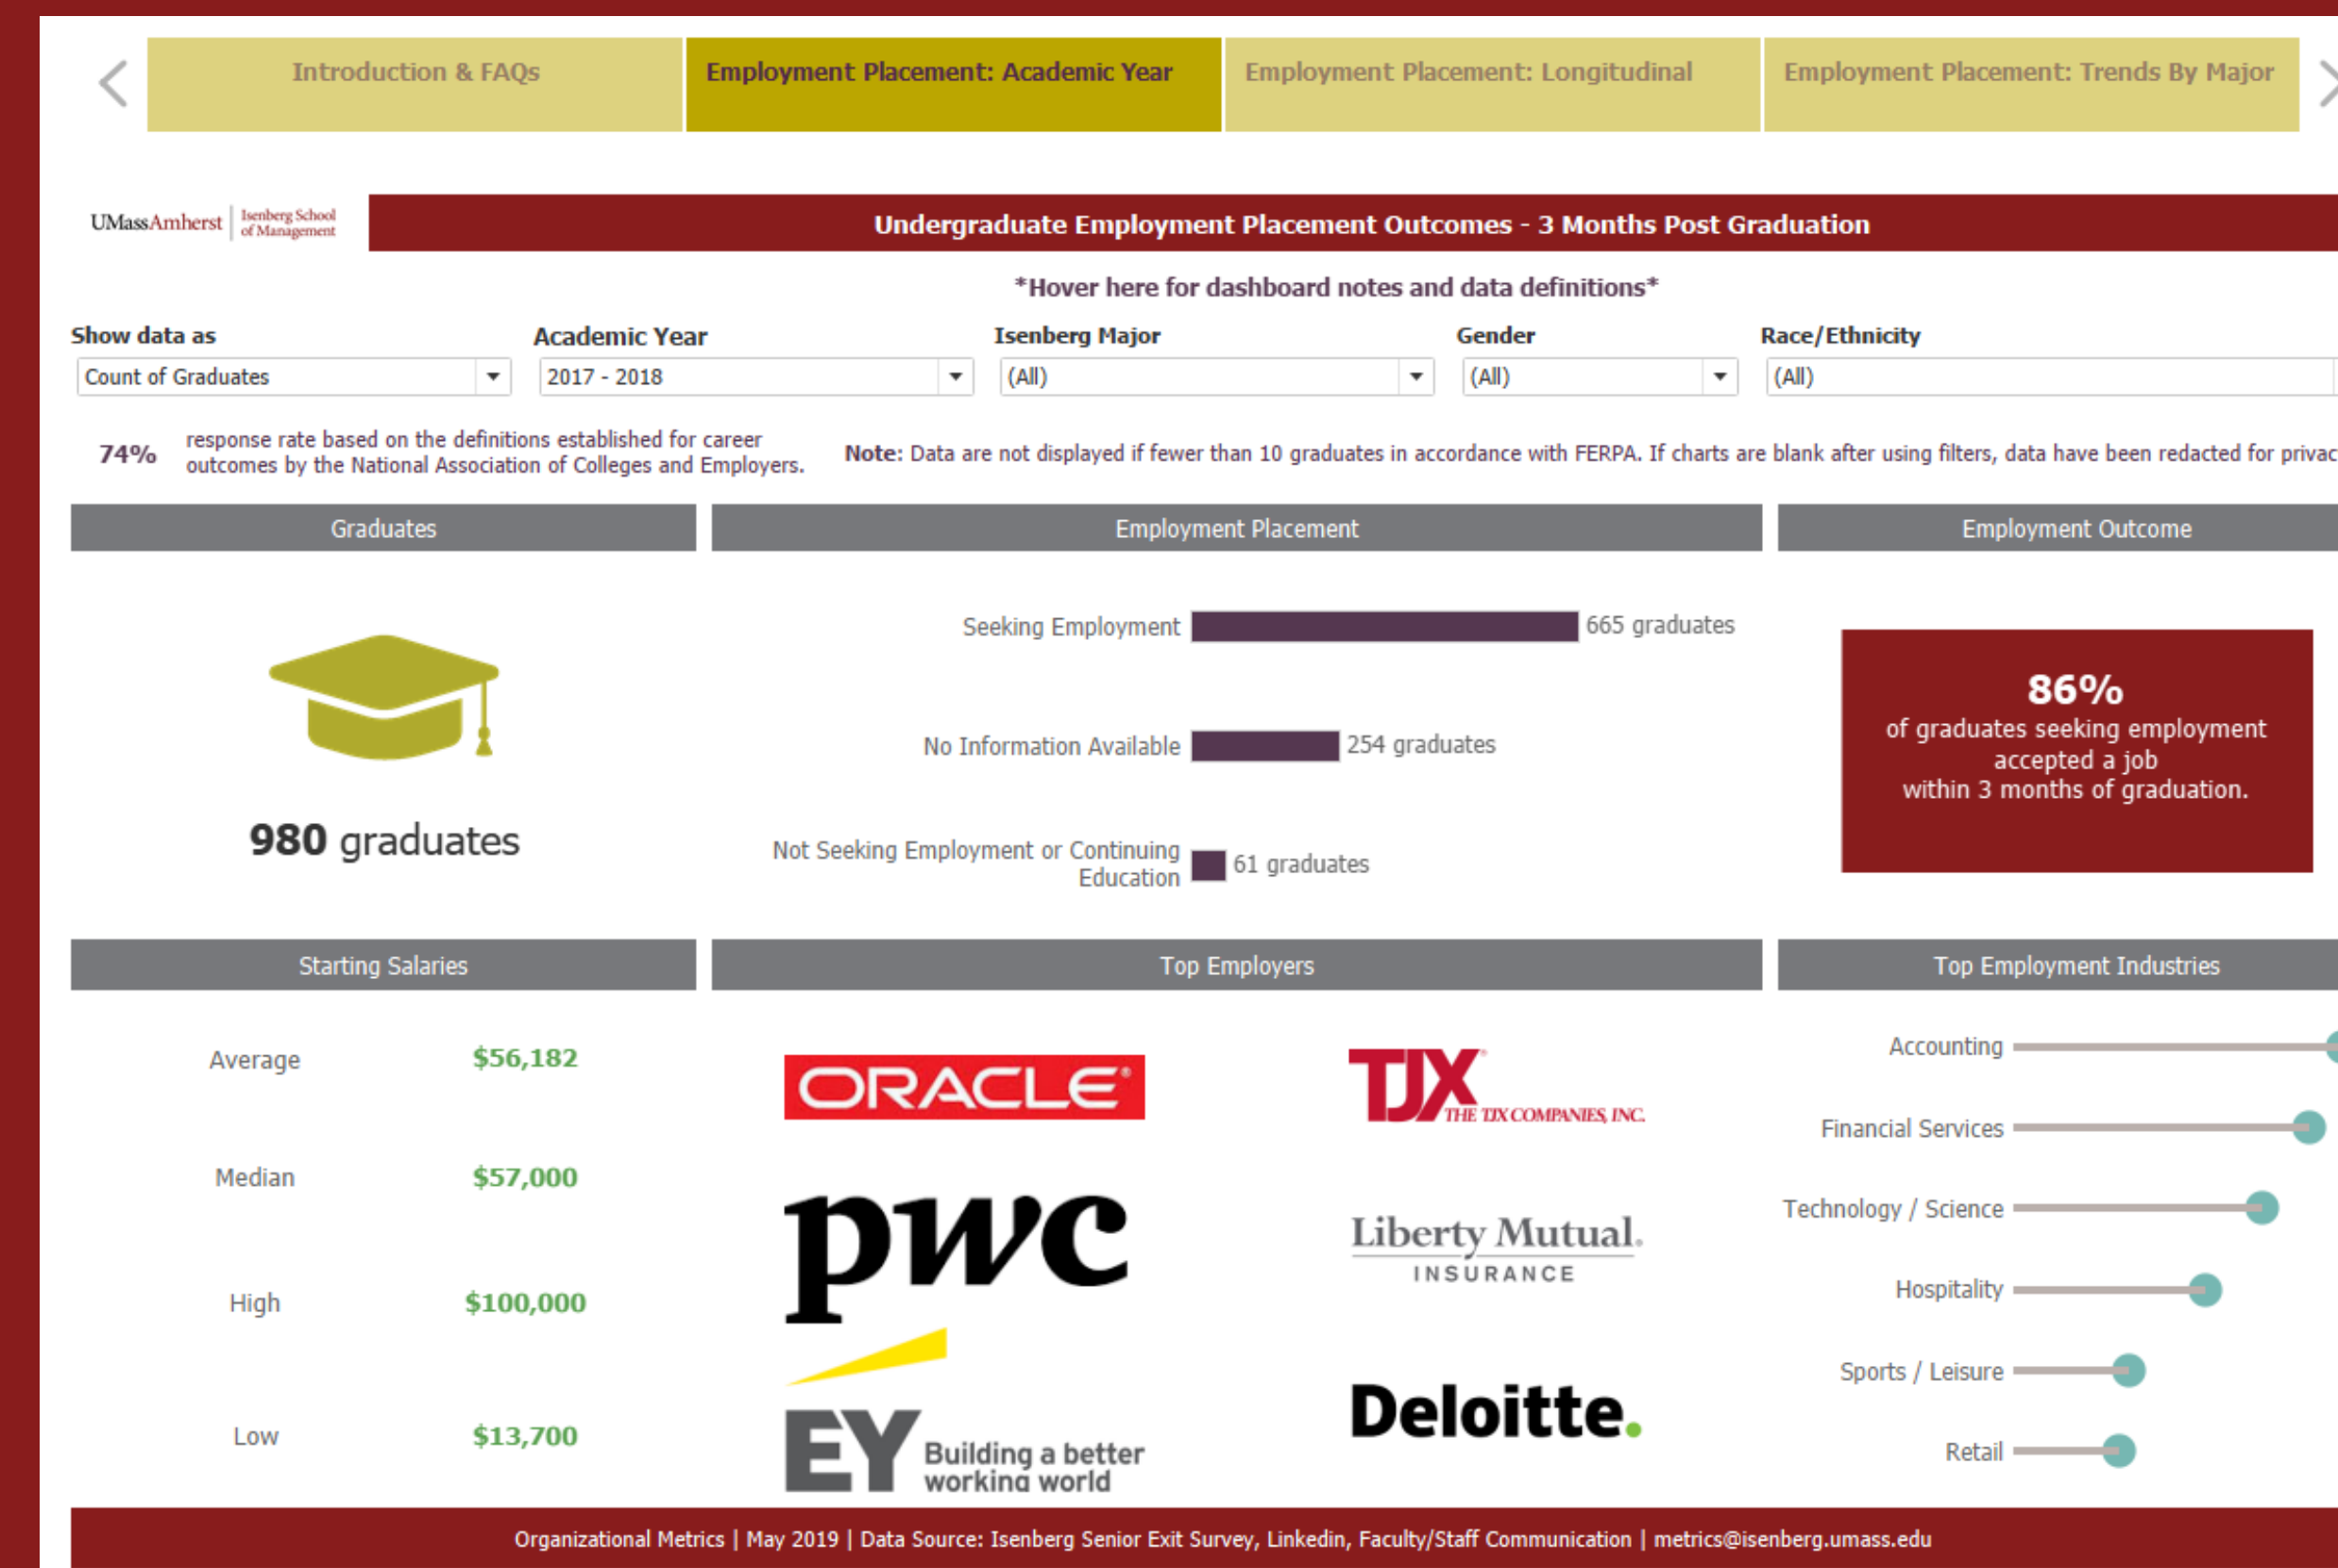 Introduction & FAQs
Employment Placement: Academic Year
Employment Placement: Longitudinal
Employment Placement: Trends By Major
UMassAmherst
Isenberg School
of Management
Undergraduate Employment Placement Outcomes - 3 Months Post Graduation
*Hover here for dashboard notes and data definitions*
Show data as
Academic Year
Isenberg Major
Gender
Race/Ethnicity
Count of Graduates
2017 - 2018
(All)
(All)
(All)
74%
response rate based on the definitions established for career
outcomes by the National Association of Colleges and Employers.
Note: Data are not displayed if fewer than 10 graduates in accordance with FERPA. If charts are blank after using filters, data have been redacted for privac
Graduates
Employment Placement
Employment Outcome
980 graduates
Seeking Employment
665 graduates
No Information Available
254 graduates
Not Seeking Employment or Continuing
Education
61 graduates
86%
of graduates seeking employment
accepted a job
within 3 months of graduation.
Starting Salaries
Top Employers
Top Employment Industries
Average $56,182
Median $57,000
High $100,000
Low $13,700
ORACLE®
TJX®
THE TJX COMPANIES, INC.
pwc
Liberty Mutual.
INSURANCE
EY
Building a better
working world
Deloitte.
Accounting
Financial Services
Technology / Science
Hospitality
Sports / Leisure
Retail
Organizational Metrics | May 2019 | Data Source: Isenberg Senior Exit Survey, Linkedin, Faculty/Staff Communication | metrics@isenberg.umass.edu